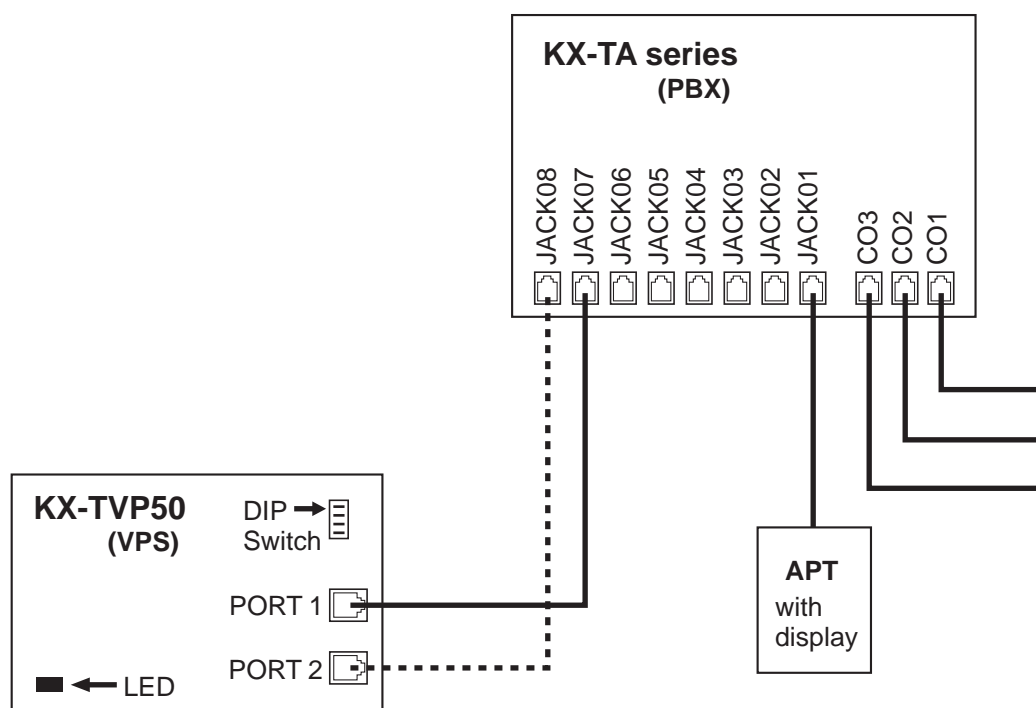 KX-TA series
(PBX)
JACK08
JACK07
JACK06
JACK05
JACK04
JACK03
JACK02
JACK01
CO3
CO2
CO1
KX-TVP50
(VPS)
DIP
Switch
PORT 1
PORT 2
LED
APT
with
display